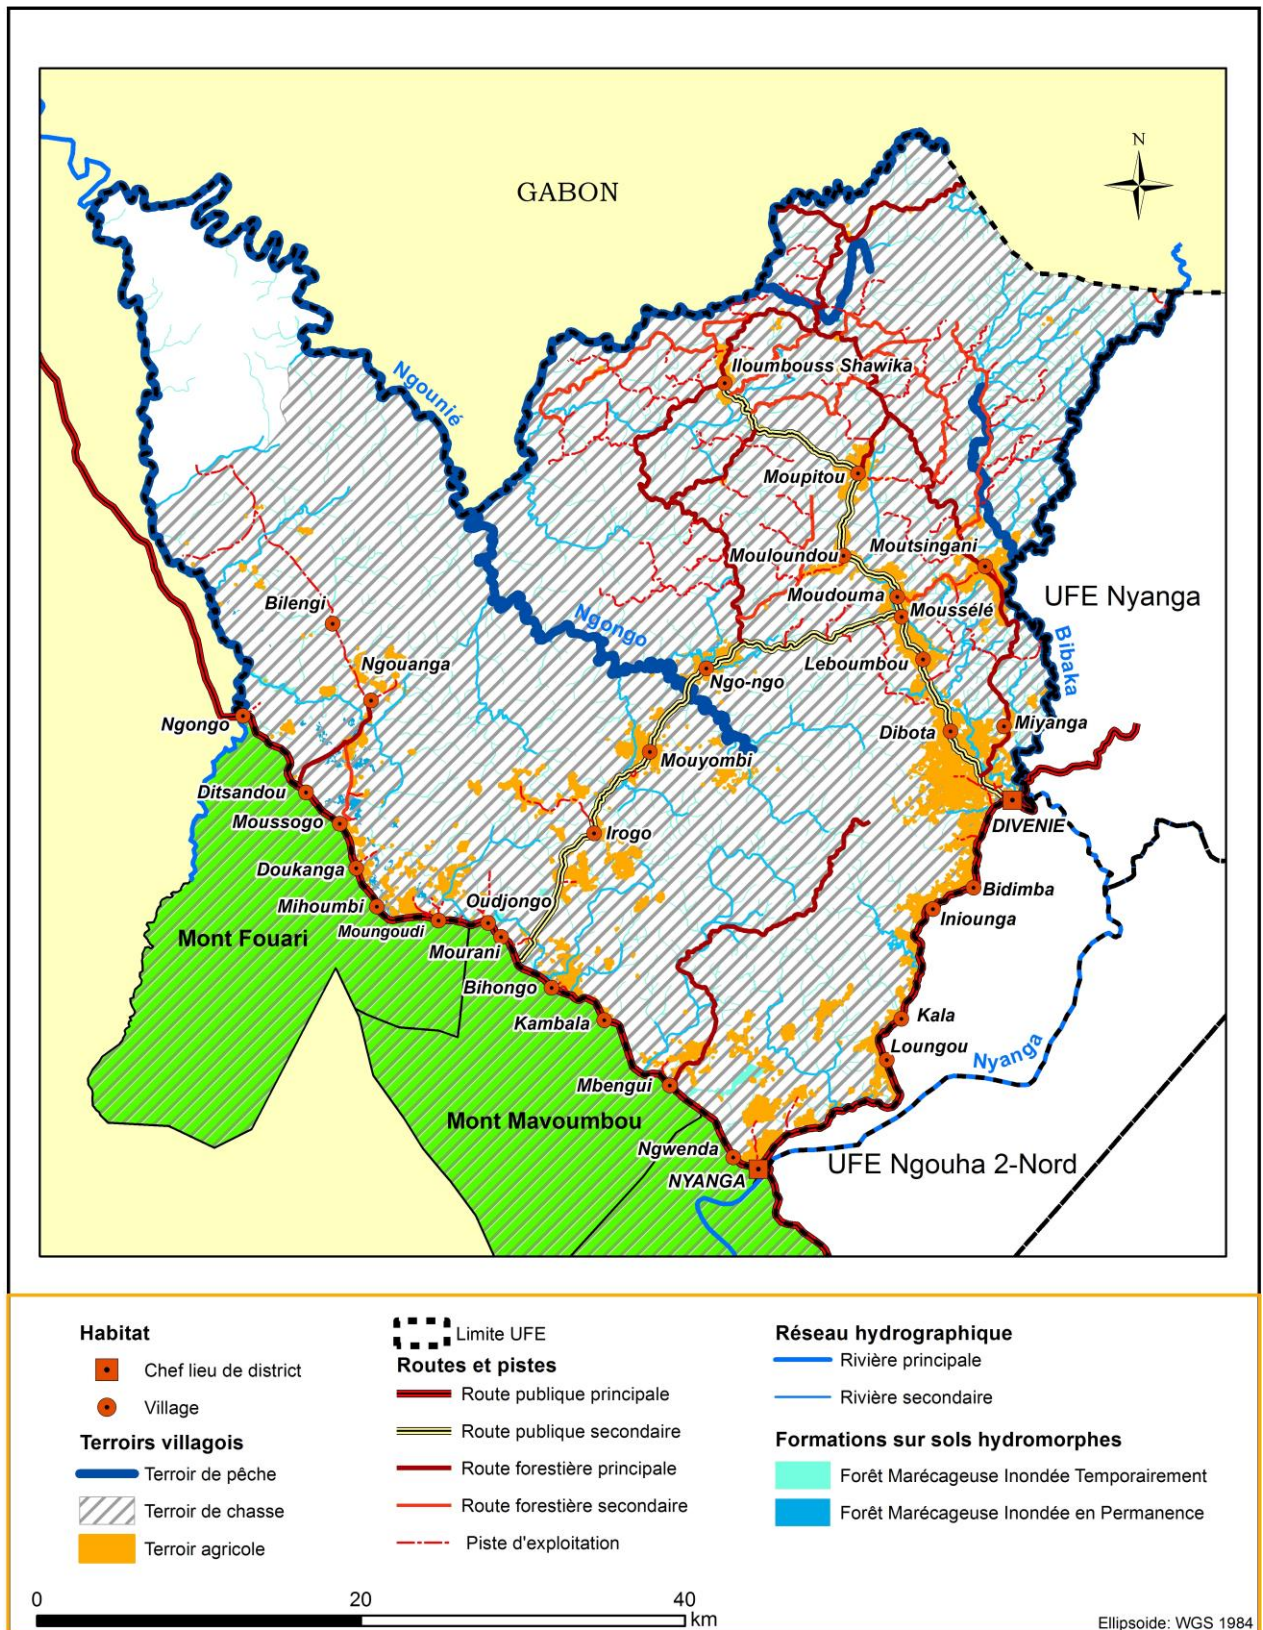 N
GABON
Ngounié
Iloumbouss Shawika
Moupitou
Mouloundou
Moutsingani
Moudouma
Moussélé
UFE Nyanga
Bilengi
Ngongo
Bibaka
Ngouanga
Leboumbou
Ngo-ngo
Ngongo
Miyanga
Dibota
Mouyombi
Ditsandou
Moussogo
Irogo
DIVENIE
Doukanga
Bidimba
Mihoumbi
Oudjongo
Iniounga
Moungoudi
Mont Fouari
Mourani
Bihongo
Kambala
Kala
Loungou
Nyanga
Mbengui
Mont Mavoumbou
Ngwenda
UFE Ngouha 2-Nord
NYANGA
Habitat
Chef lieu de district
Village
Terroirs villagois
Terroir de pêche
Terroir de chasse
Terroir agricole
Limite UFE
Routes et pistes
Route publique principale
Route publique secondaire
Route forestière principale
Route forestière secondaire
Piste d'exploitation
Réseau hydrographique
Rivière principale
Rivière secondaire
Formations sur sols hydromorphes
Forêt Marécageuse Inondée Temporairement
Forêt Marécageuse Inondée en Permanence
0 20 40
km
Ellipsoide: WGS 1984